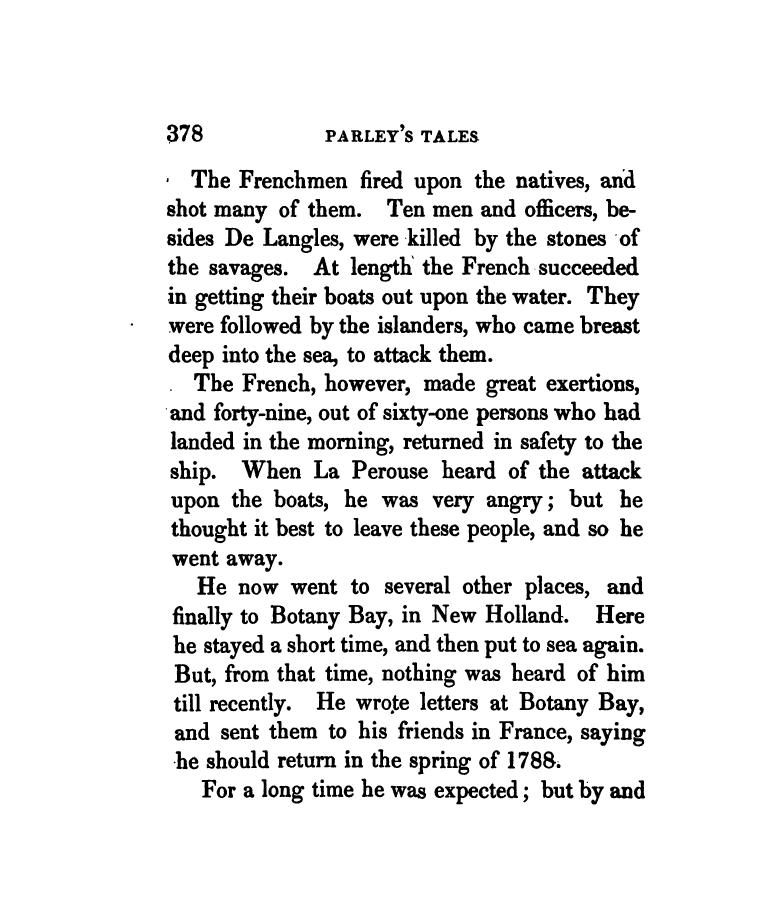 378 PARLEY'S TALES
The Frenchmen fired upon the natives, and
shot many of them. Ten men and officers, be-
sides De Langles, were killed by the stones of
the savages. At length the French succeeded
in getting their boats out upon the water. They
were followed by the islanders, who came breast
deep into the sea, to attack them.
The French, however, made great exertions,
and forty-nine, out of sixty-one persons who had
landed in the morning, returned in safety to the
ship. When La Perouse heard of the attack
upon the boats, he was very angry; but he
thought it best to leave these people, and so he
went away.
He now went to several other places, and
finally to Botany Bay, in New Holland. Here
he stayed a short time, and then put to sea again.
But, from that time, nothing was heard of him
till recently. He wrote letters at Botany Bay,
and sent them to his friends in France, saying
he should return in the spring of 1788.
For a long time he was expected; but by and